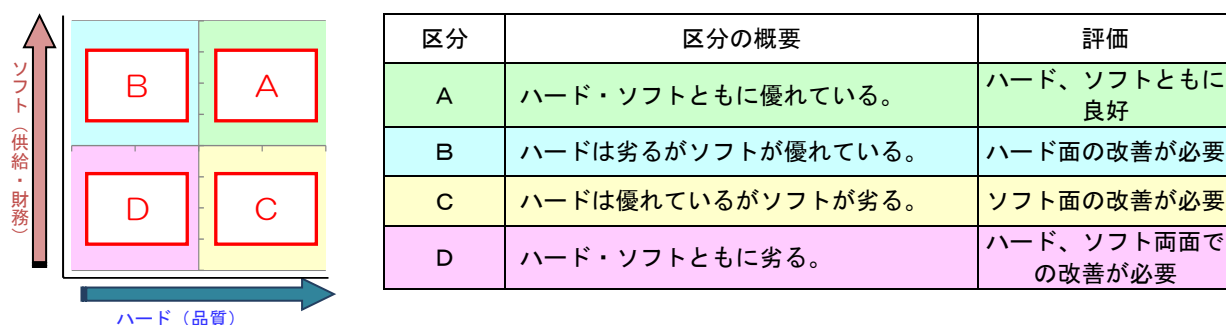 ソフト（供給・財務）
B
A
D
C
ハード（品質）
区分
区分の概要
評価
A
ハード・ソフトともに優れている。
ハード、ソフトともに
良好
B
ハードは劣るがソフトが優れている。
ハード面の改善が必要
C
ハードは優れているがソフトが劣る。
ソフト面の改善が必要
D
ハード・ソフトともに劣る。
ハード、ソフト両面で
の改善が必要